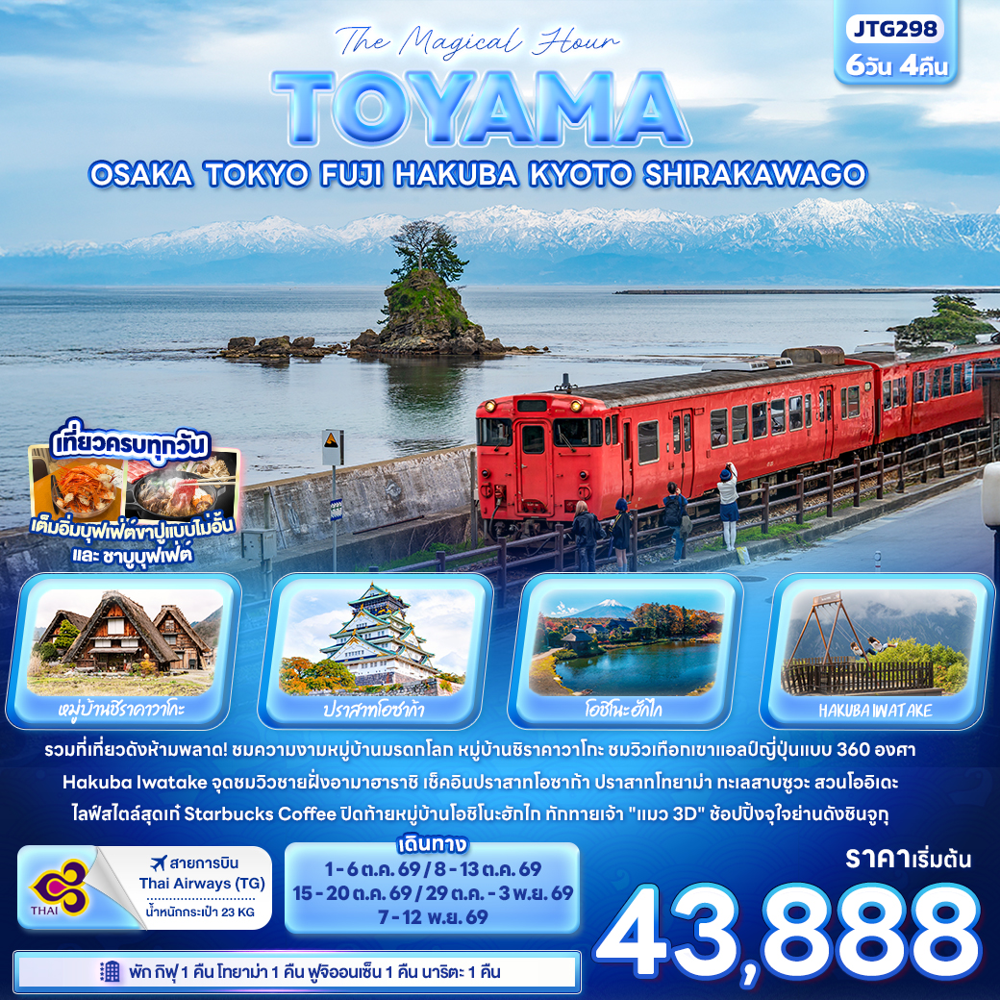 The Magical Hour
JTG298
6วัน 4คืน
TOYAMA
OSAKA TOKYO FUJI HAKUBA KYOTO SHIRAKAWAGO
เที่ยวครบทุกวัน
เต็มอิ่มบุฟเฟ่ต์ขาปูแบบไม่อั้น
และ ชาบูบุฟเฟ่ต์
หมู่บ้านชิราคาวาโกะ
ปราสาทโอซาก้า
โอชิโนะฮักไก
HAKUBA IWATAKE
รวมที่เที่ยวดังห้ามพลาด! ชมความงามหมู่บ้านมรดกโลก หมู่บ้านชิราคาวาโกะ ชมวิวเทือกเขาแอลป์ญี่ปุ่นแบบ 360 องศา
Hakuba Iwatake จุดชมวิวชายฝั่งอามาฮาราชิ เช็คอินปราสาทโอซาก้า ปราสาทโทยาม่า ทะเลสาบซูวะ สวนโออิเดะ
ไลฟ์สไตล์สุดเก๋ Starbucks Coffee ปิดท้ายหมู่บ้านโอชิโนะฮักไก ทักทายเจ้า "แมว 3D" ช้อปปิ้งจุใจย่านดังชินจูกุ
THAI
สายการบิน
Thai Airways (TG)
น้ำหนักกระเป๋า 23 KG
เดินทาง
1 - 6 ต.ค. 69 / 8 - 13 ต.ค. 69
15 - 20 ต.ค. 69 / 29 ต.ค. - 3 พ.ย. 69
7 - 12 พ.ย. 69
ราคาเริ่มต้น
43,888
พัก กิฟุ 1 คืน โทยาม่า 1 คืน ฟูจิออนเซ็น 1 คืน นาริตะ 1 คืน